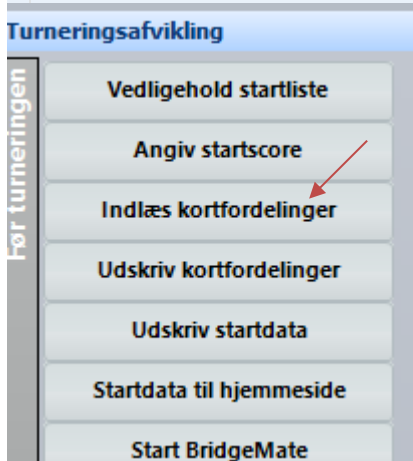 Turneringsafvikling
Før turneringen
Vedligehold startliste
Angiv startscore
Indlæs kortfordelinger
Udskriv kortfordelinger
Udskriv startdata
Startdata til hjemmeside
Start BridgeMate